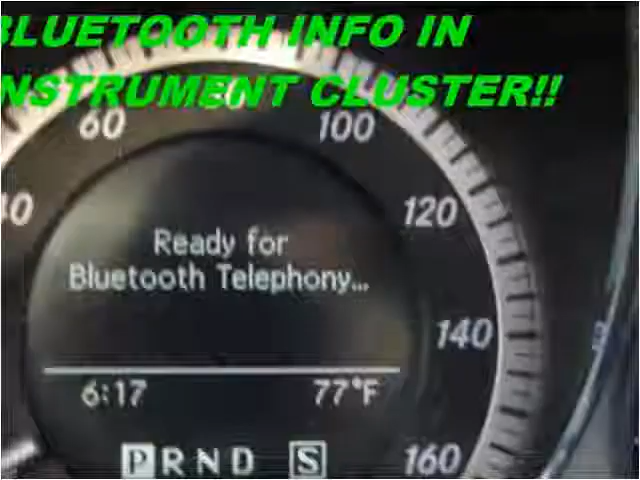 BLUETOOTH INFO IN
INSTRUMENT CLUSTER!!
60
100
40
120
Ready for
Bluetooth Telephony...
140
6:17 77°F
P R N D S
160